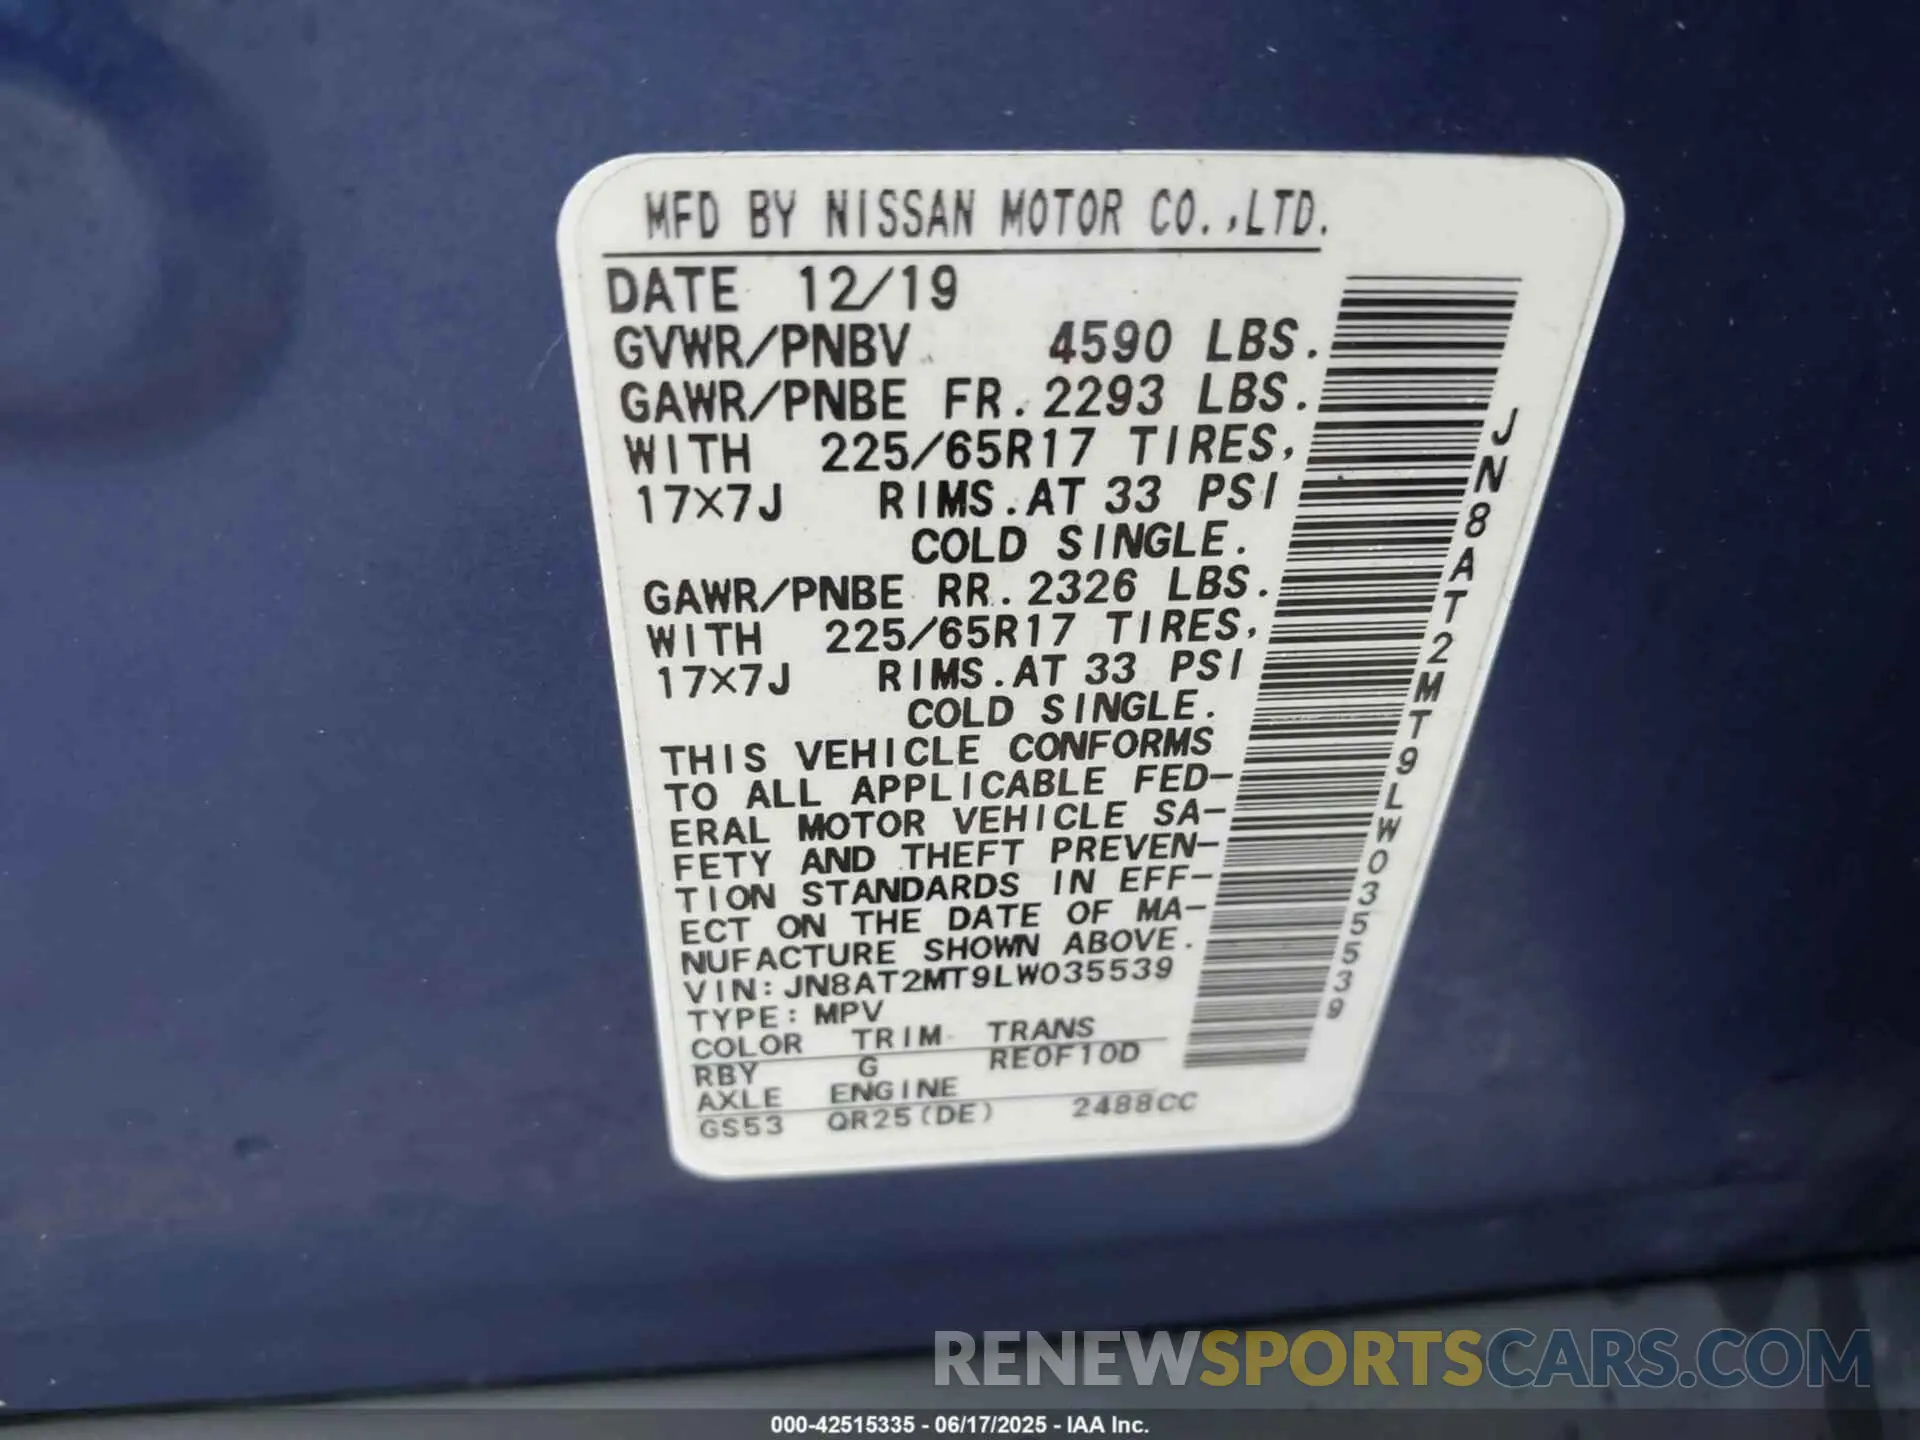 MFD BY NISSAN MOTOR CO.,LTD.
DATE 12/19
GVWR/PNBV 4590 LBS.
GAWR/PNBE FR. 2293 LBS.
WITH 225/65R17 TIRES,
17×7J RIMS. AT 33 PSI
COLD SINGLE.
GAWR/PNBE RR. 2326 LBS.
WITH 225/65R17 TIRES,
17×7J RIMS. AT 33 PSI
COLD SINGLE.
THIS VEHICLE CONFORMS
TO ALL APPLICABLE FED-
ERAL MOTOR VEHICLE SA-
FETY AND THEFT PREVEN-
TION STANDARDS IN EFF-
ECT ON THE DATE OF MA-
NUFACTURE SHOWN ABOVE.
VIN: JN8AT2MT9LW035539
TYPE: MPV
COLOR TRIM TRANS
RBY G RE0F10D
AXLE ENGINE
GS53 QR25(DE) 2488CC
JN8AT2MT9LW035539
RENEWSPORTSCARS.COM
000-42515335 - 06/17/2025 - IAA Inc.